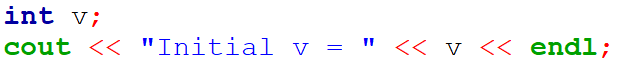 int v;
cout << "Initial v = " << v << endl;